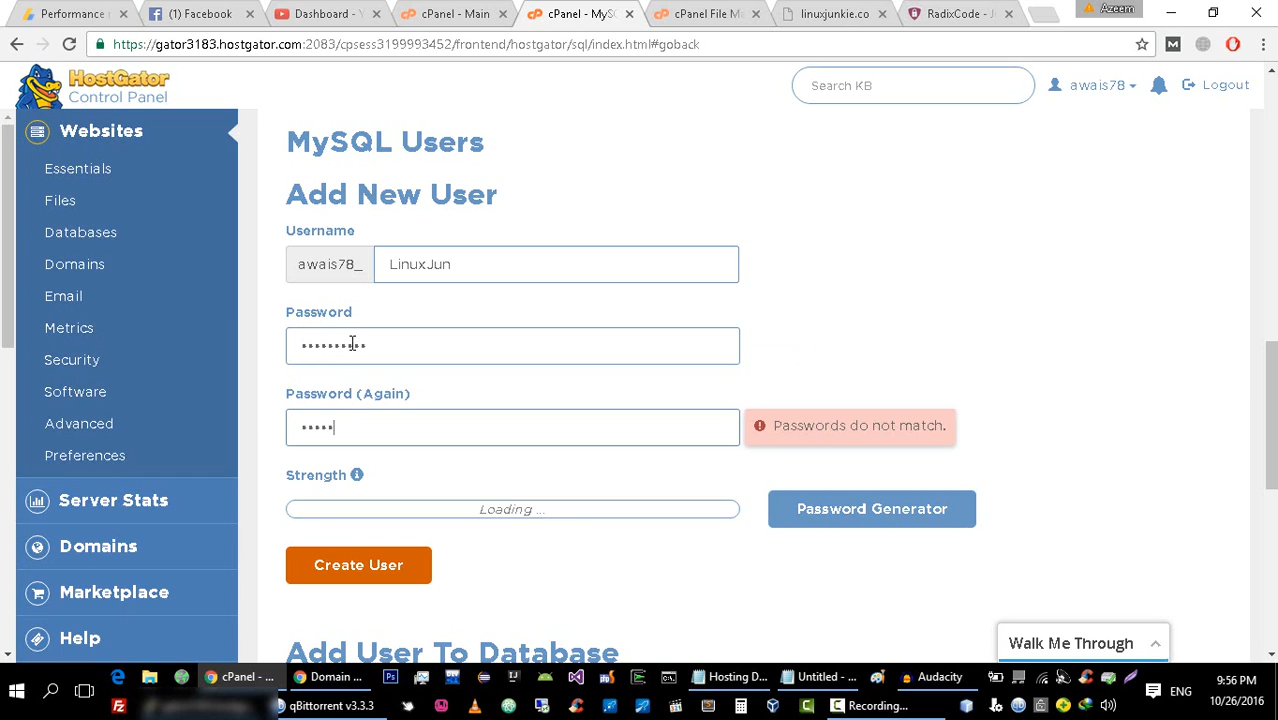 Performance r
(1) Facebook
Dashboard - Y
cPanel - Main
cPanel - MySC
cPanel File M
linuxjunkie.co
RadixCode - J
Azeem
https://gator3183.hostgator.com:2083/cpsess3199993452/frontend/hostgator/sql/index.html#goback
HostGator
Control Panel
Search KB
awais78
Logout
Websites
Essentials
Files
Databases
Domains
Email
Metrics
Security
Software
Advanced
Preferences
Server Stats
Domains
Marketplace
Help
MySQL Users
Add New User
Username
awais78_
LinuxJun
Password
Password (Again)
Passwords do not match.
Strength
Loading ...
Password Generator
Create User
Add User To Database
Walk Me Through
cPanel - ...
Domain ...
Hosting D...
Untitled - ...
Audacity
qBittorrent v3.3.3
Recording...
ENG
9:56 PM
10/26/2016